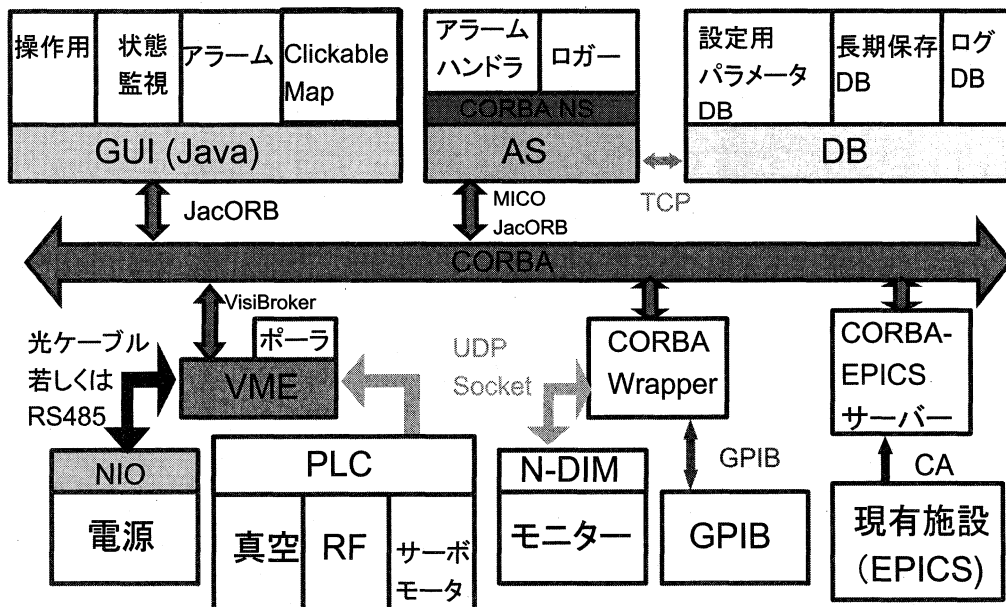 操作用
状態
監視
アラーム
Clickable
Map
GUI (Java)
アラーム
ハンドラ
ロガー
CORBA NS
AS
設定用
パラメータ
DB
長期保存
DB
ログ
DB
DB
TCP
JacORB
MICO
JacORB
CORBA
VisiBroker
ポーラ
VME
光ケーブル
若しくは
RS485
UDP
Socket
CORBA
Wrapper
CORBA-
EPICS
サーバー
NIO
電源
PLC
真空
RF
サーボ
モータ
N-DIM
モニター
GPIB
GPIB
CA
現有施設
（EPICS）